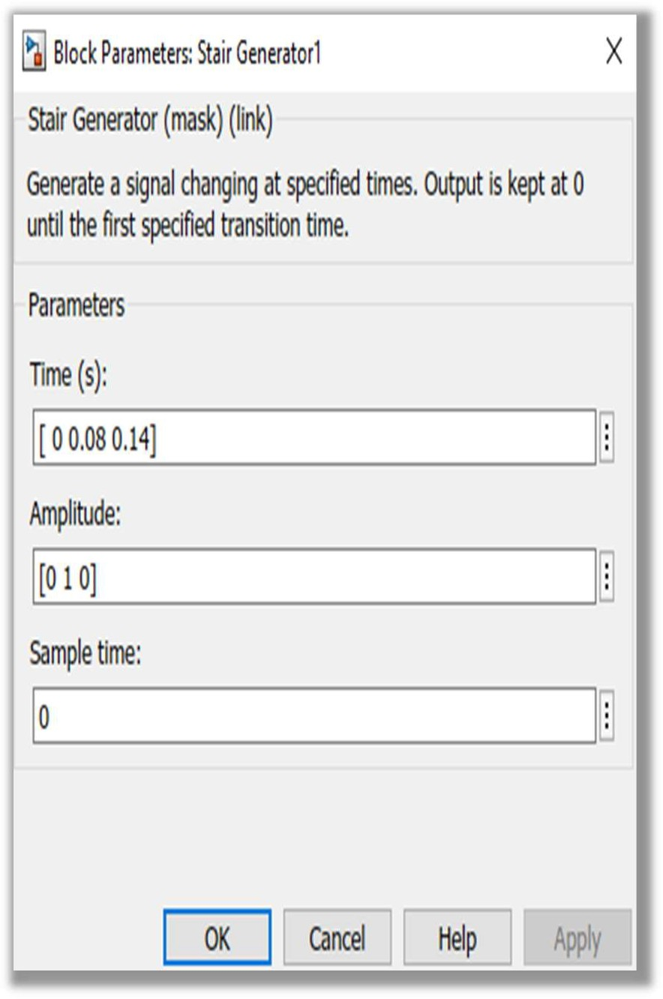 Block Parameters: Stair Generator1
X
Stair Generator (mask) (link)
Generate a signal changing at specified times. Output is kept at 0
until the first specified transition time.
Parameters
Time (s):
[ 0 0.08 0.14]
Amplitude:
[0 1 0]
Sample time:
0
OK Cancel Help Apply